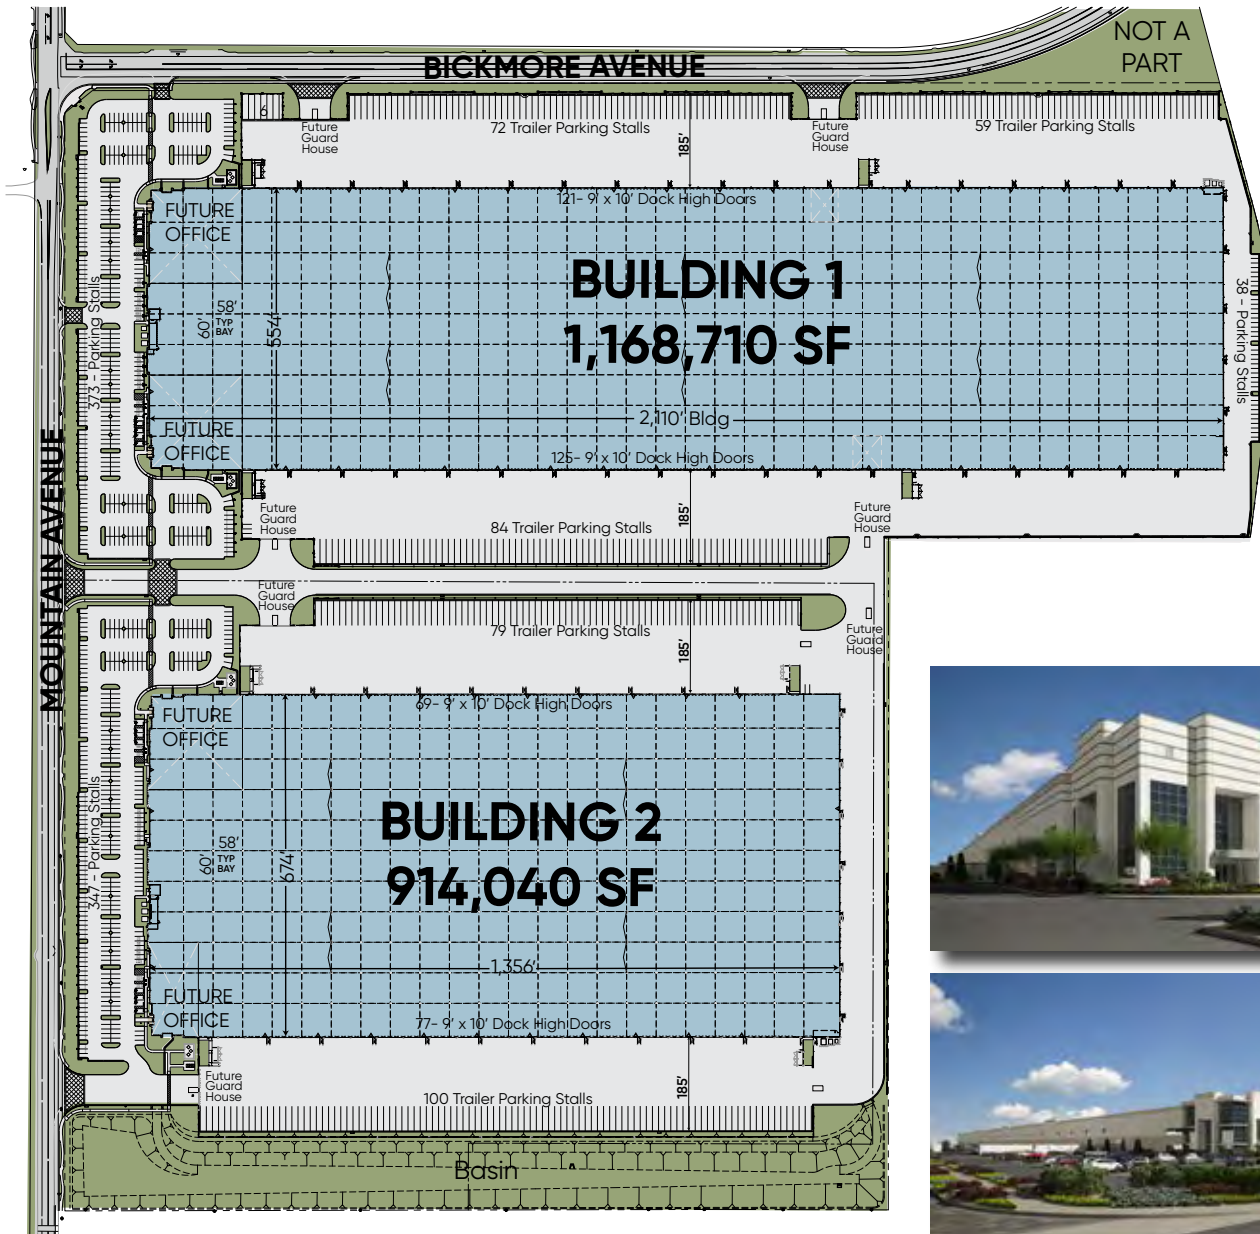 NOT A
PART
BICKMORE AVENUE
6
Future
Guard
House
72 Trailer Parking Stalls
185'
Future
Guard
House
59 Trailer Parking Stalls
121- 9' x 10' Dock High Doors
FUTURE
OFFICE
BUILDING 1
1,168,710 SF
58'
60'
TYP
BAY
554'
373 - Parking Stalls
38 - Parking Stalls
2,110' Bldg
FUTURE
OFFICE
125- 9' x 10' Dock High Doors
MOUNTAIN AVENUE
Future
Guard
House
84 Trailer Parking Stalls
185'
Future
Guard
House
Future
Guard
House
79 Trailer Parking Stalls
185'
Future
Guard
House
69- 9' x 10' Dock High Doors
FUTURE
OFFICE
BUILDING 2
914,040 SF
58'
60'
TYP
BAY
674'
347 - Parking Stalls
1,356'
FUTURE
OFFICE
77- 9' x 10' Dock High Doors
Future
Guard
House
185'
100 Trailer Parking Stalls
Basin